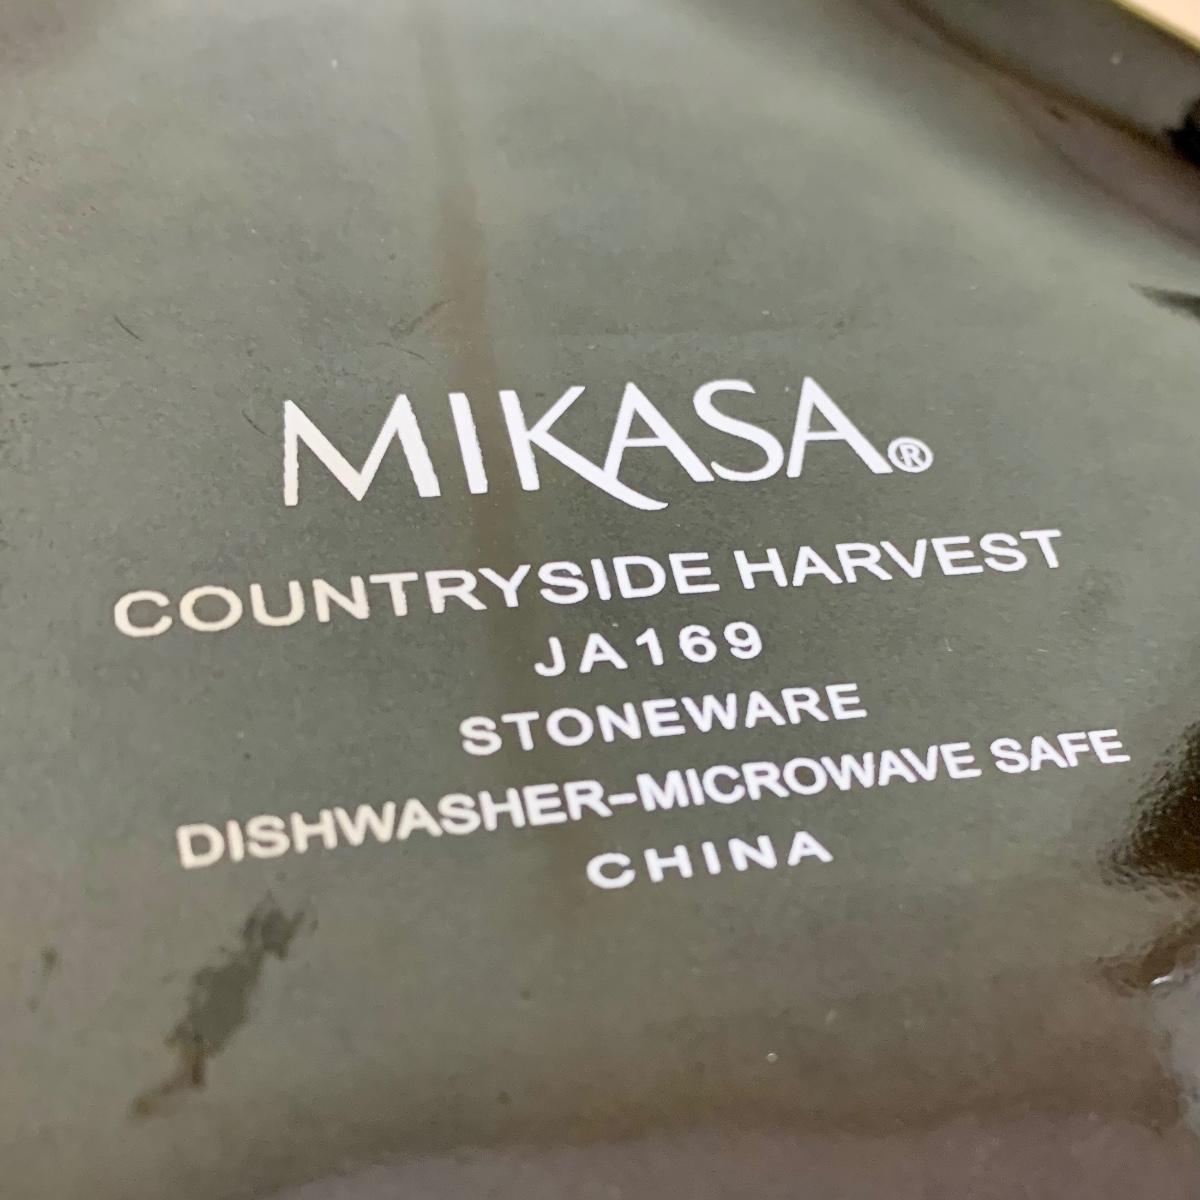 MIKASA®
COUNTRYSIDE HARVEST
JA169
STONEWARE
DISHWASHER-MICROWAVE SAFE
CHINA